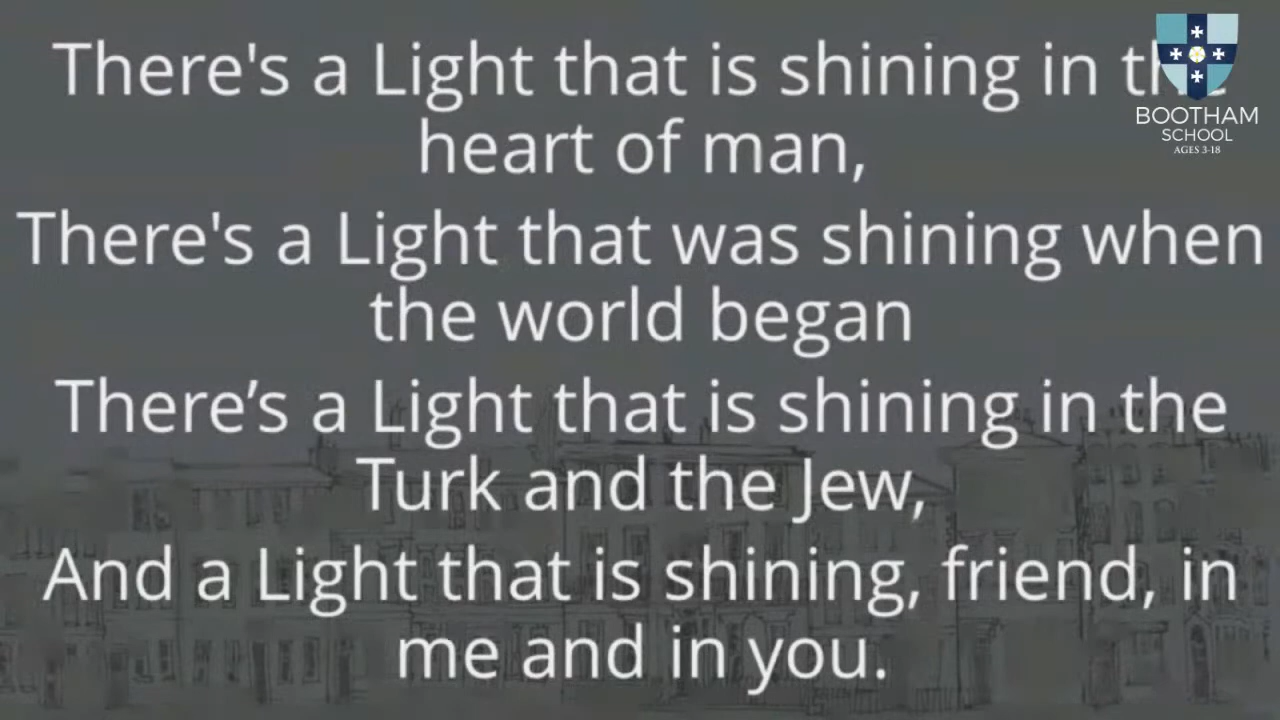 There's a Light that is shining in the
heart of man,
There's a Light that was shining when
the world began
There’s a Light that is shining in the
Turk and the Jew,
And a Light that is shining, friend, in
me and in you.
BOOTHAM
SCHOOL
AGES 3-18